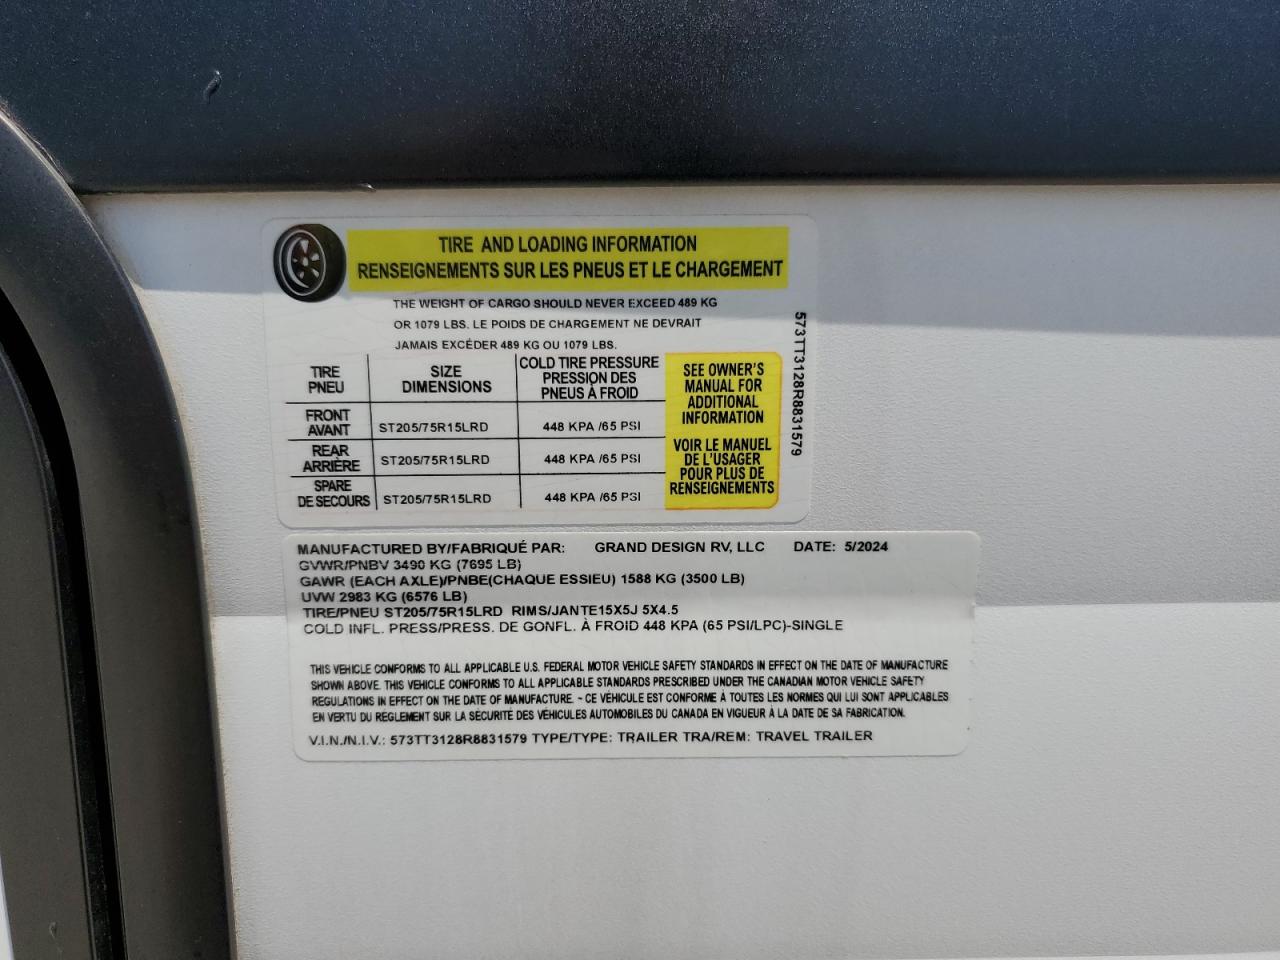 TIRE AND LOADING INFORMATION
RENSEIGNEMENTS SUR LES PNEUS ET LE CHARGEMENT
THE WEIGHT OF CARGO SHOULD NEVER EXCEED 489 KG
OR 1079 LBS. LE POIDS DE CHARGEMENT NE DEVRAIT
JAMAIS EXCÉDER 489 KG OU 1079 LBS.
TIRE
PNEU
SIZE
DIMENSIONS
COLD TIRE PRESSURE
PRESSION DES
PNEUS À FROID
FRONT
AVANT
ST205/75R15LRD
448 KPA /65 PSI
REAR
ARRIÈRE
ST205/75R15LRD
448 KPA /65 PSI
SPARE
DE SECOURS
ST205/75R15LRD
448 KPA /65 PSI
SEE OWNER'S
MANUAL FOR
ADDITIONAL
INFORMATION
VOIR LE MANUEL
DE L'USAGER
POUR PLUS DE
RENSEIGNEMENTS
573TT3128R8831579
MANUFACTURED BY/FABRIQUÉ PAR: GRAND DESIGN RV, LLC DATE: 5/2024
GVWR/PNBV 3490 KG (7695 LB)
GAWR (EACH AXLE)/PNBE(CHAQUE ESSIEU) 1588 KG (3500 LB)
UVW 2983 KG (6576 LB)
TIRE/PNEU ST205/75R15LRD RIMS/JANTE15X5J 5X4.5
COLD INFL. PRESS/PRESS. DE GONFL. À FROID 448 KPA (65 PSI/LPC)-SINGLE
THIS VEHICLE CONFORMS TO ALL APPLICABLE U.S. FEDERAL MOTOR VEHICLE SAFETY STANDARDS IN EFFECT ON THE DATE OF MANUFACTURE
SHOWN ABOVE. THIS VEHICLE CONFORMS TO ALL APPLICABLE STANDARDS PRESCRIBED UNDER THE CANADIAN MOTOR VEHICLE SAFETY
REGULATIONS IN EFFECT ON THE DATE OF MANUFACTURE. - CE VÉHICULE EST CONFORME À TOUTES LES NORMES QUI LUI SONT APPLICABLES
EN VERTU DU RÈGLEMENT SUR LA SÉCURITÉ DES VÉHICULES AUTOMOBILES DU CANADA EN VIGUEUR À LA DATE DE SA FABRICATION.
V.I.N./N.I.V.: 573TT3128R8831579 TYPE/TYPE: TRAILER TRA/REM: TRAVEL TRAILER